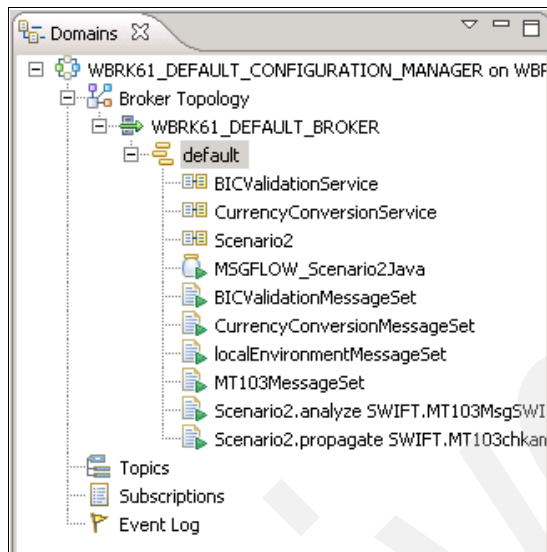 Domains
WBRK61_DEFAULT_CONFIGURATION_MANAGER on WBF
Broker Topology
WBRK61_DEFAULT_BROKER
default
BICValidationService
CurrencyConversionService
Scenario2
MSGFLOW_Scenario2Java
BICValidationMessageSet
CurrencyConversionMessageSet
localEnvironmentMessageSet
MT103MessageSet
Scenario2.analyze SWIFT.MT103MsgSWI
Scenario2.propagate SWIFT.MT103chkam
Topics
Subscriptions
Event Log